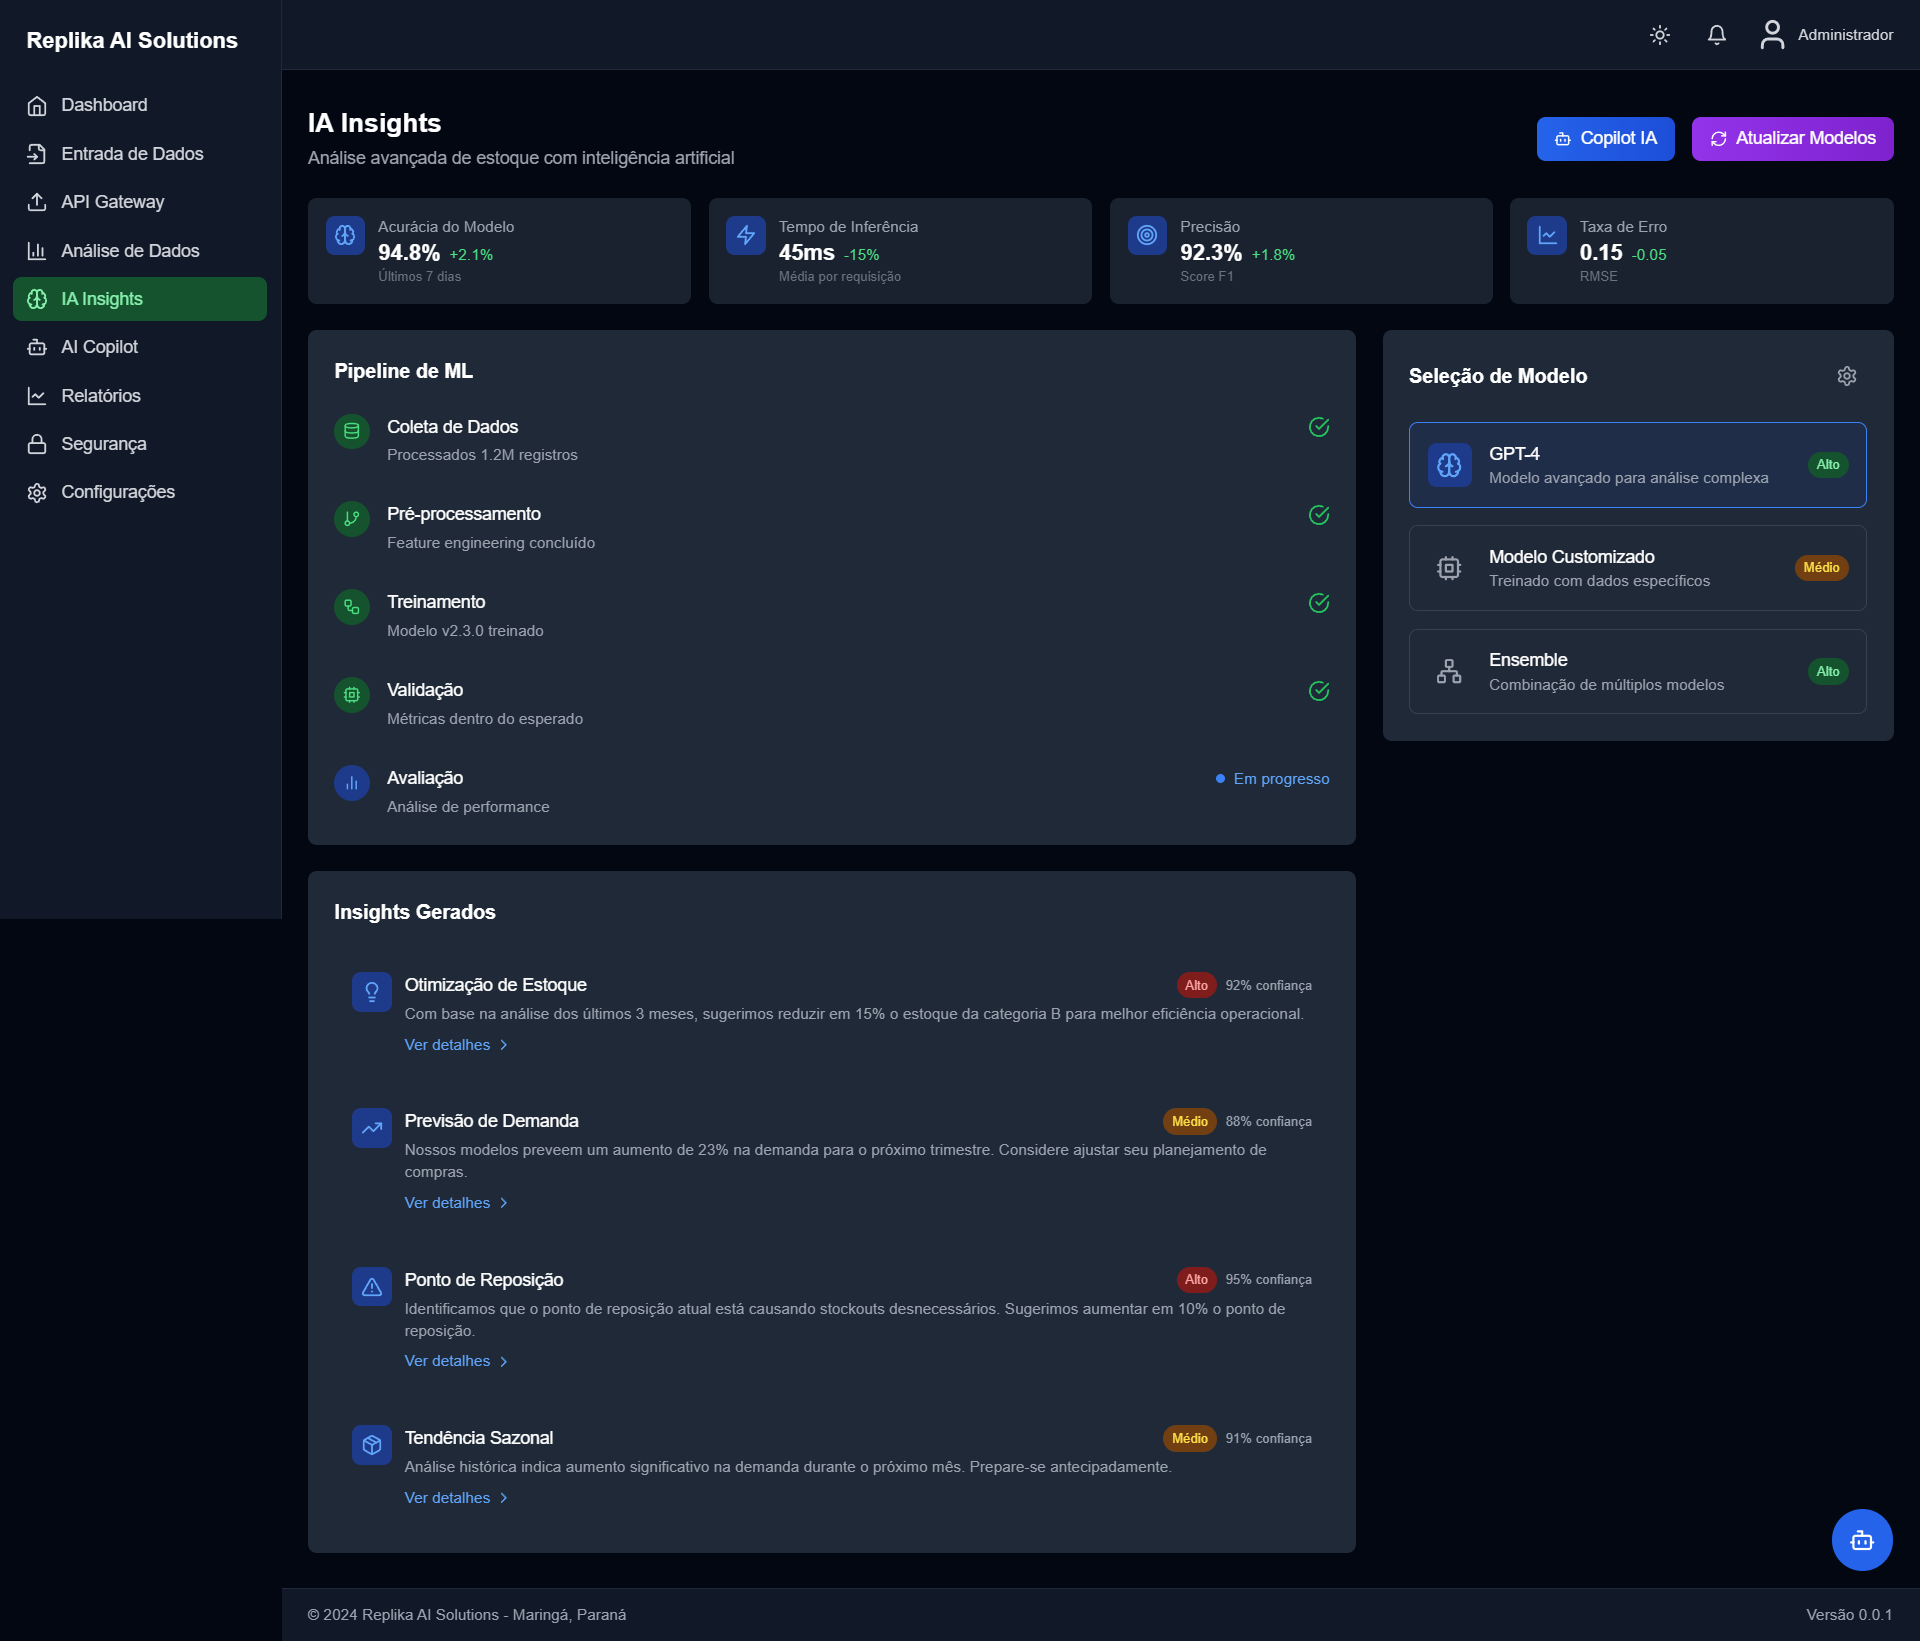 Replika AI Solutions
Dashboard
Entrada de Dados
API Gateway
Análise de Dados
IA Insights
AI Copilot
Relatórios
Segurança
Configurações
Administrador
IA Insights
Análise avançada de estoque com inteligência artificial
Copilot IA
Atualizar Modelos
Acurácia do Modelo
94.8% +2.1%
Últimos 7 dias
Tempo de Inferência
45ms -15%
Média por requisição
Precisão
92.3% +1.8%
Score F1
Taxa de Erro
0.15 -0.05
RMSE
Pipeline de ML
Coleta de Dados
Processados 1.2M registros
Pré-processamento
Feature engineering concluído
Treinamento
Modelo v2.3.0 treinado
Validação
Métricas dentro do esperado
Avaliação
Em progresso
Análise de performance
Seleção de Modelo
GPT-4
Modelo avançado para análise complexa
Alto
Modelo Customizado
Treinado com dados específicos
Médio
Ensemble
Combinação de múltiplos modelos
Alto
Insights Gerados
Otimização de Estoque
Alto 92% confiança
Com base na análise dos últimos 3 meses, sugerimos reduzir em 15% o estoque da categoria B para melhor eficiência operacional.
Ver detalhes
Previsão de Demanda
Médio 88% confiança
Nossos modelos preveem um aumento de 23% na demanda para o próximo trimestre. Considere ajustar seu planejamento de
compras.
Ver detalhes
Ponto de Reposição
Alto 95% confiança
Identificamos que o ponto de reposição atual está causando stockouts desnecessários. Sugerimos aumentar em 10% o ponto de
reposição.
Ver detalhes
Tendência Sazonal
Médio 91% confiança
Análise histórica indica aumento significativo na demanda durante o próximo mês. Prepare-se antecipadamente.
Ver detalhes
© 2024 Replika AI Solutions - Maringá, Paraná
Versão 0.0.1